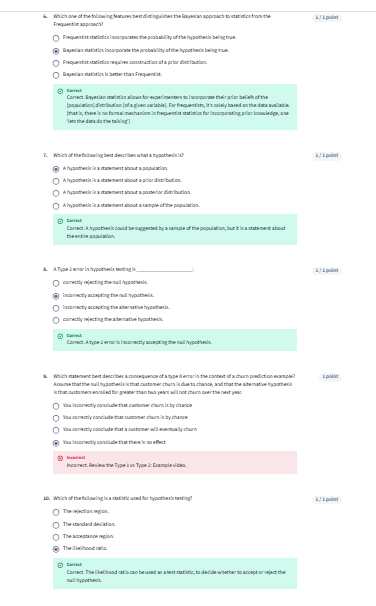 6. Which one of the following features best distinguishes the Bayesian approach to statistics from the
Frequentist approach?
1 / 1 point
Frequentist statistics incorporates the probability of the hypothesis being true.
Bayesian statistics incorporate the probability of the hypothesis being true.
Frequentist statistics requires construction of a prior distribution.
Bayesian statistics is better than Frequentist.
Correct
Correct. Bayesian statistics allows for experimenters to incorporate their prior beliefs of the
[population] distribution [of a given variable]. For frequentists, it's solely based on the data available
[that is, there is no formal mechanism in frequentist statistics for incorporating prior knowledge, one
'lets the data do the talking']
7. Which of the following best describes what a hypothesis is?
1 / 1 point
A hypothesis is a statement about a population.
A hypothesis is a statement about a prior distribution.
A hypothesis is a statement about a posterior distribution.
A hypothesis is a statement about a sample of the population.
Correct
Correct. A hypothesis could be suggested by a sample of the population, but it is a statement about
the entire population.
8. A Type 2 error in hypothesis testing is ____________________:
1 / 1 point
correctly rejecting the null hypothesis.
incorrectly accepting the null hypothesis.
incorrectly accepting the alternative hypothesis.
correctly rejecting the alternative hypothesis.
Correct
Correct. A type 2 error is incorrectly accepting the null hypothesis.
9. Which statement best describes a consequence of a type II error in the context of a churn prediction example?
Assume that the null hypothesis is that customer churn is due to chance, and that the alternative hypothesis
is that customers enrolled for greater than two years will not churn over the next year.
1 point
You incorrectly conclude that customer churn is by chance
You correctly conclude that customer churn is by chance
You correctly conclude that a customer will eventually churn
You incorrectly conclude that there is no effect
Incorrect
Incorrect. Review the Type 1 vs Type 2: Example video.
10. Which of the following is a statistic used for hypothesis testing?
1 / 1 point
The rejection region.
The standard deviation.
The acceptance region.
The likelihood ratio.
Correct
Correct. The likelihood ratio can be used as a test statistic, to decide whether to accept or reject the
null hypothesis.